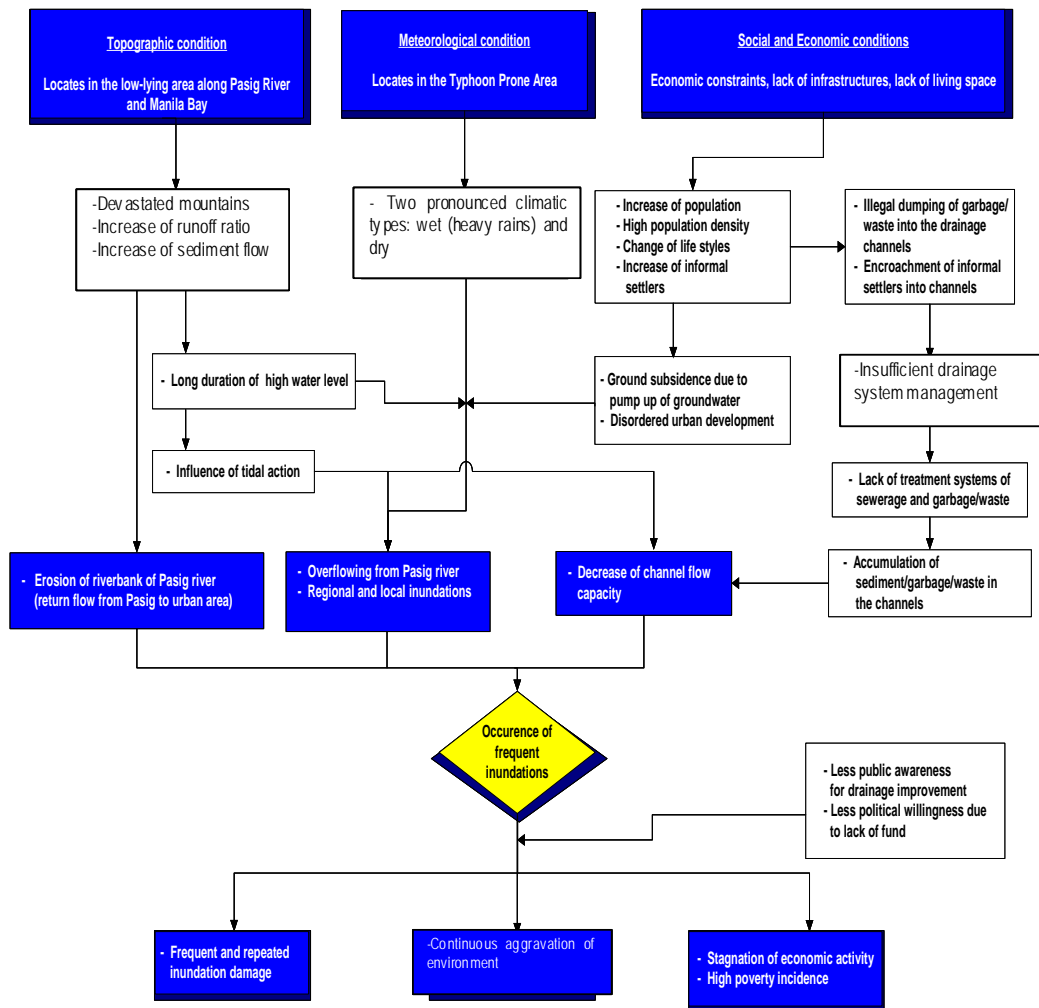 Topographic condition
Locates in the low-lying area along Pasig River
and Manila Bay
Meteorological condition
Locates in the Typhoon Prone Area
Social and Economic conditions
Economic constraints, lack of infrastructures, lack of living space
-Devastated mountains
-Increase of runoff ratio
-Increase of sediment flow
- Two pronounced climatic
types: wet (heavy rains) and
dry
- Increase of population
- High population density
- Change of life styles
- Increase of informal
settlers
- Illegal dumping of garbage/
waste into the drainage
channels
- Encroachment of informal
settlers into channels
- Long duration of high water level
- Ground subsidence due to
pump up of groundwater
- Disordered urban development
-Insufficient drainage
system management
- Influence of tidal action
- Lack of treatment systems of
sewerage and garbage/waste
- Erosion of riverbank of Pasig river
(return flow from Pasig to urban area)
- Overflowing from Pasig river
- Regional and local inundations
- Decrease of channel flow
capacity
- Accumulation of
sediment/garbage/waste in
the channels
Occurence of
frequent
inundations
- Less public awareness
for drainage improvement
- Less political willingness due
to lack of fund
- Frequent and repeated
inundation damage
-Continuous aggravation of
environment
- Stagnation of economic activity
- High poverty incidence